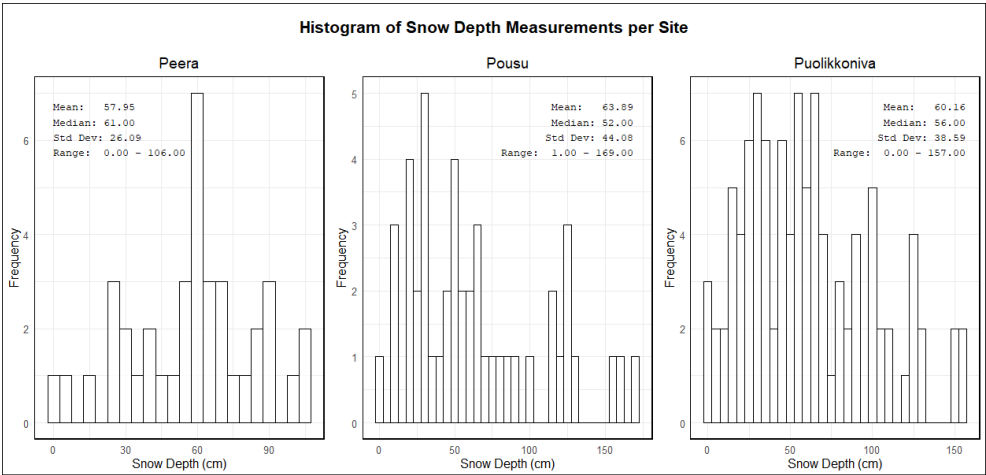 Histogram of Snow Depth Measurements per Site
Peera
Mean: 57.95
Median: 61.00
Std Dev: 26.09
Range: 0.00 - 106.00
Frequency
6
4
2
0
0 30 60 90
Snow Depth (cm)
Pousu
Mean: 63.89
Median: 52.00
Std Dev: 44.08
Range: 1.00 - 169.00
Frequency
5
4
3
2
1
0
0 50 100 150
Snow Depth (cm)
Puolikkoniva
Mean: 60.16
Median: 56.00
Std Dev: 38.59
Range: 0.00 - 157.00
Frequency
6
4
2
0
0 50 100 150
Snow Depth (cm)